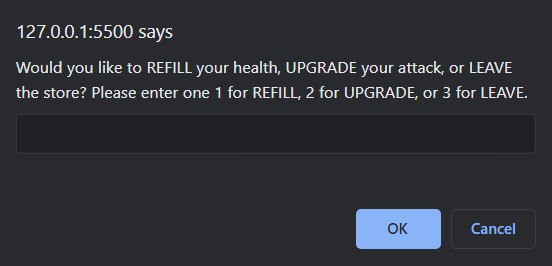 127.0.0.1:5500 says
Would you like to REFILL your health, UPGRADE your attack, or LEAVE
the store? Please enter one 1 for REFILL, 2 for UPGRADE, or 3 for LEAVE.
OK
Cancel